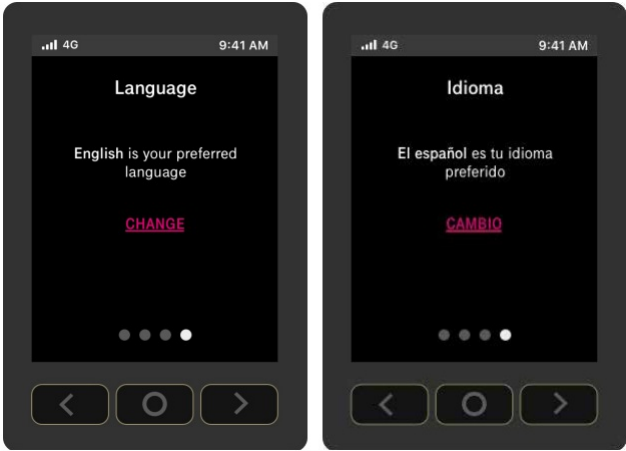 4G 9:41 AM
Language
English is your preferred
language
CHANGE
4G 9:41 AM
Idioma
El español es tu idioma
preferido
CAMBIO